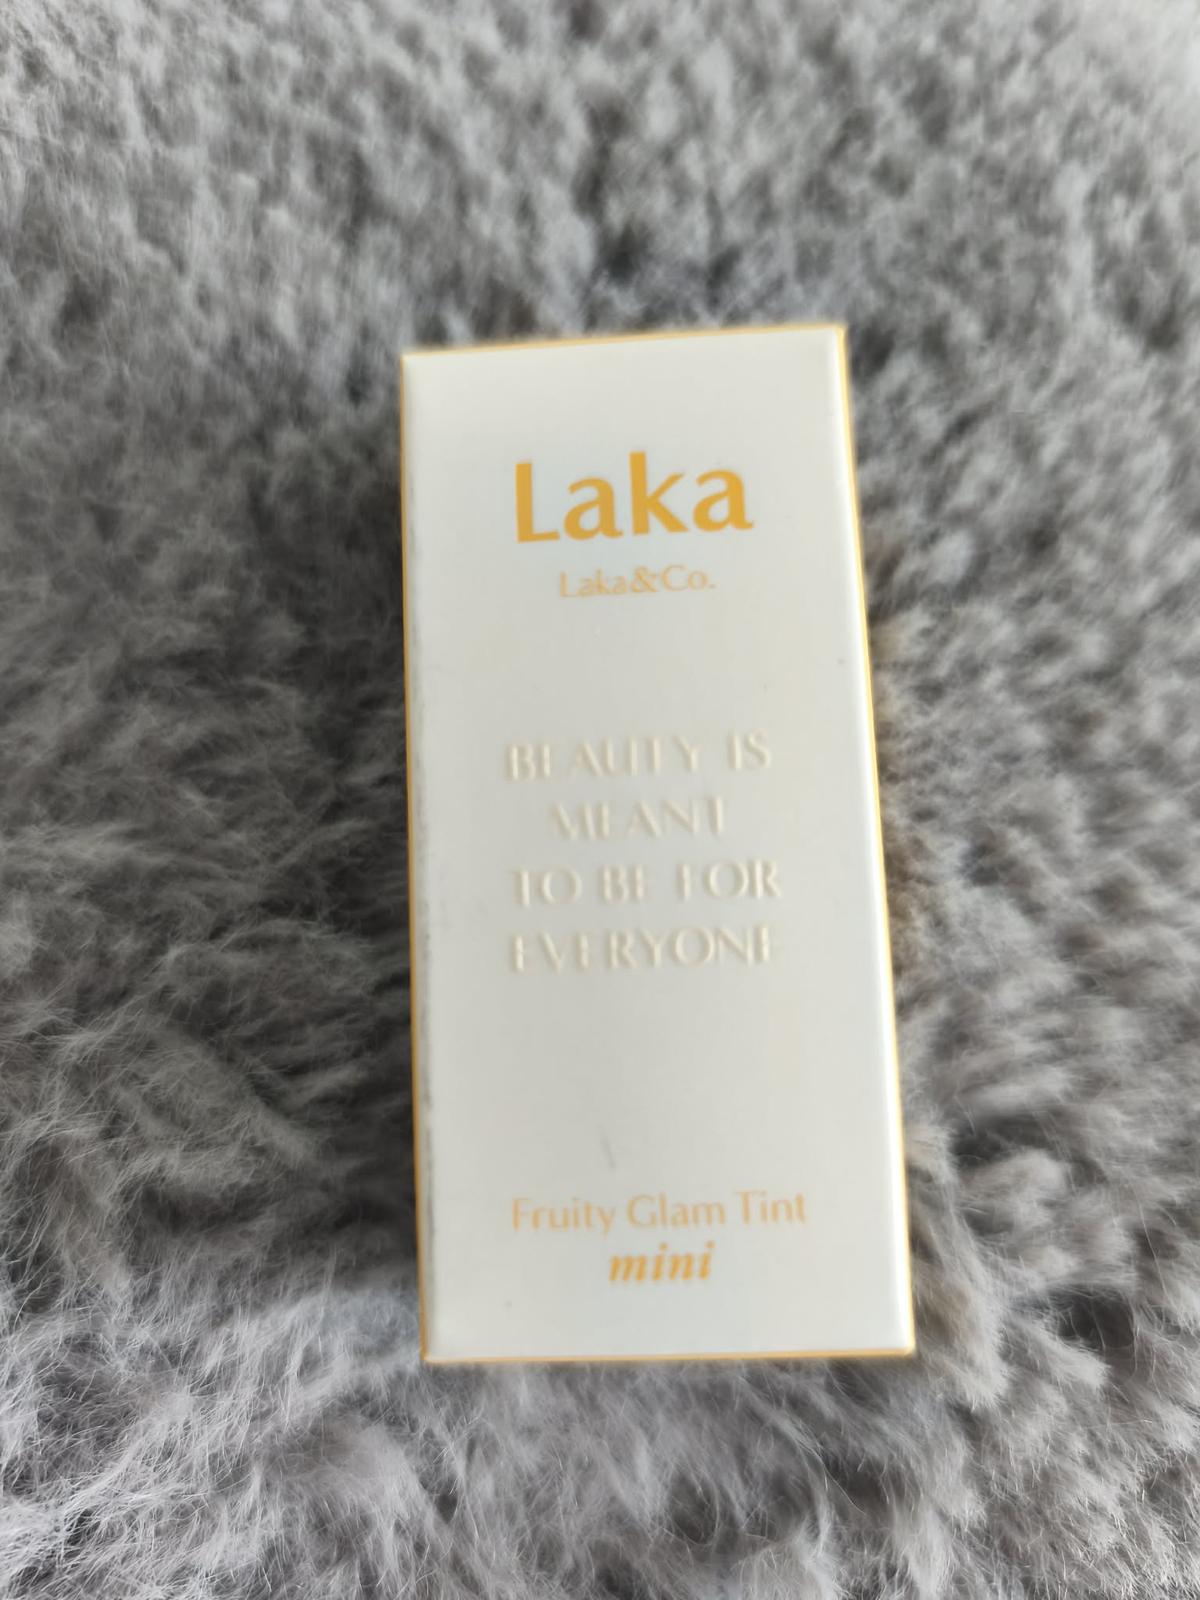 Laka
Laka&Co.
BEAUTY IS
MEANT
TO BE FOR
EVERYONE
Fruity Glam Tint
mini